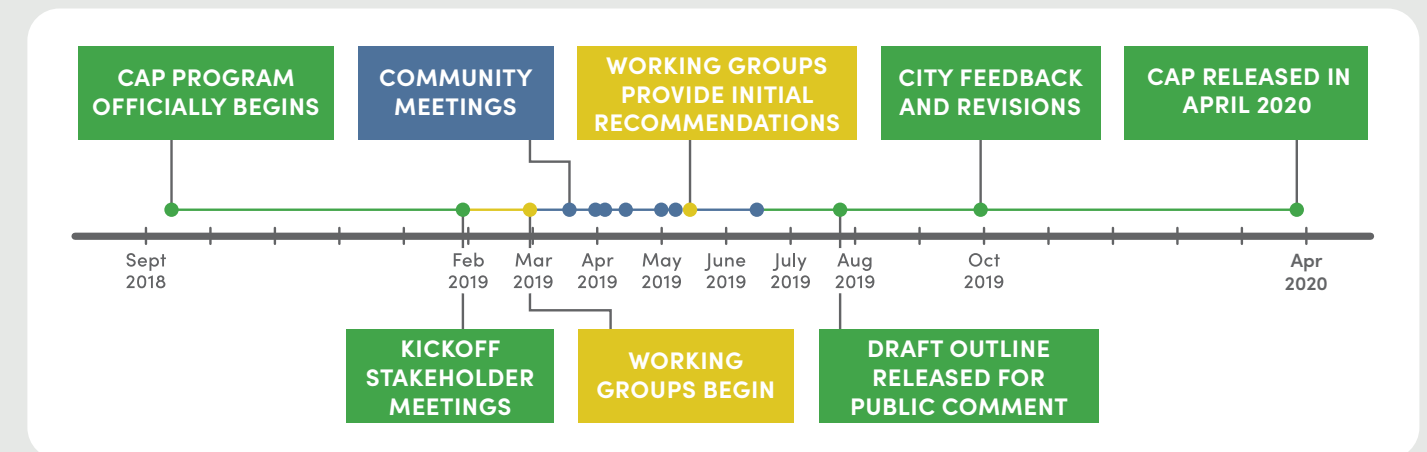 CAP PROGRAM
OFFICIALLY BEGINS
COMMUNITY
MEETINGS
WORKING GROUPS
PROVIDE INITIAL
RECOMMENDATIONS
CITY FEEDBACK
AND REVISIONS
CAP RELEASED IN
APRIL 2020
Sept
2018
Feb
2019
Mar
2019
Apr
2019
May
2019
June
2019
July
2019
Aug
2019
Oct
2019
Apr
2020
KICKOFF
STAKEHOLDER
MEETINGS
WORKING
GROUPS BEGIN
DRAFT OUTLINE
RELEASED FOR
PUBLIC COMMENT